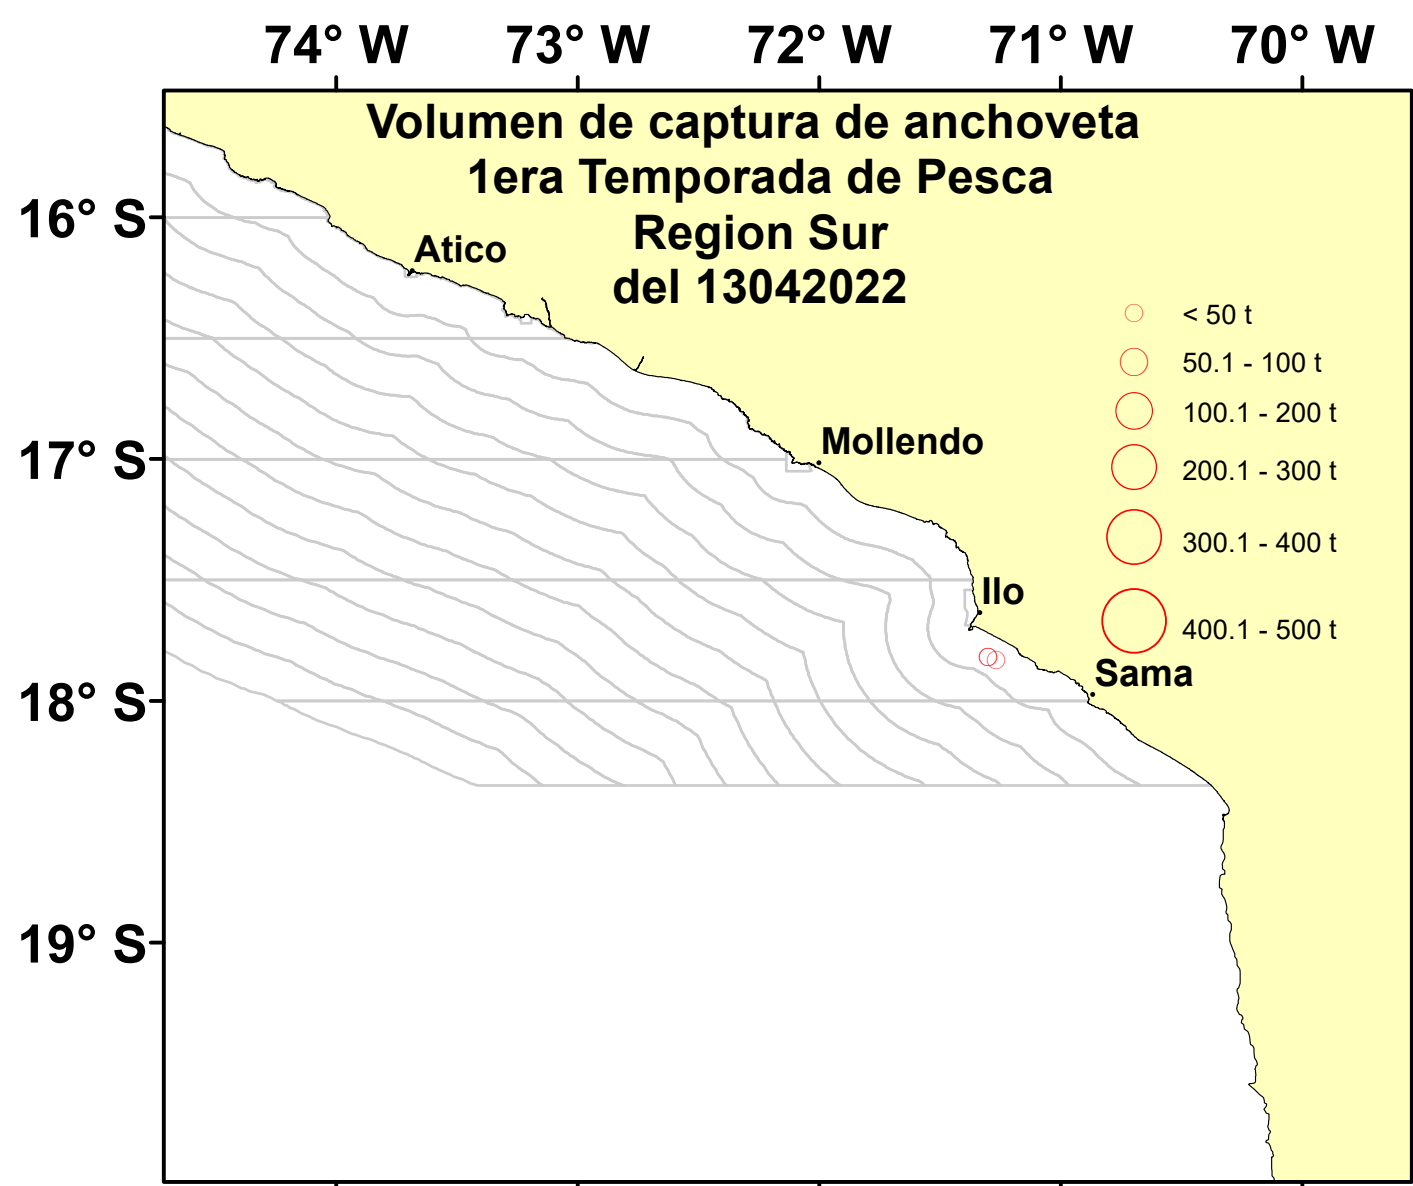 74° W 73° W 72° W 71° W 70° W
Volumen de captura de anchoveta
1era Temporada de Pesca
Region Sur
del 13042022
16° S
17° S
18° S
19° S
Atico
Mollendo
Ilo
Sama
< 50 t
50.1 - 100 t
100.1 - 200 t
200.1 - 300 t
300.1 - 400 t
400.1 - 500 t